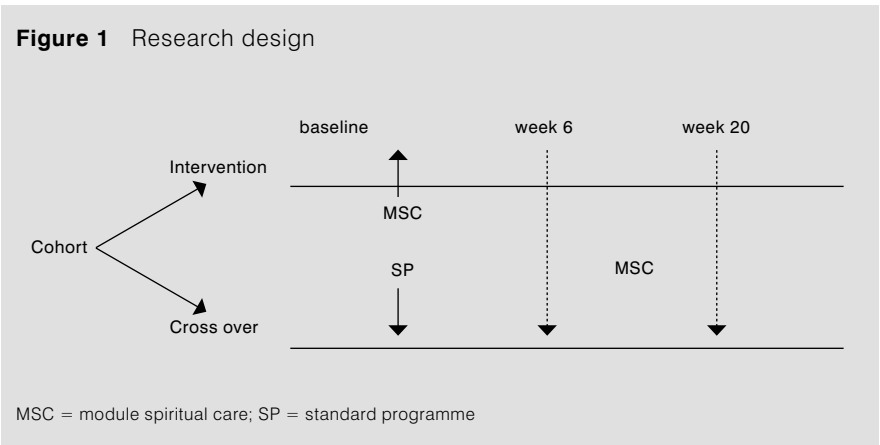 Figure 1 Research design
baseline week 6 week 20
Intervention
MSC
Cohort
SP MSC
Cross over
MSC = module spiritual care; SP = standard programme